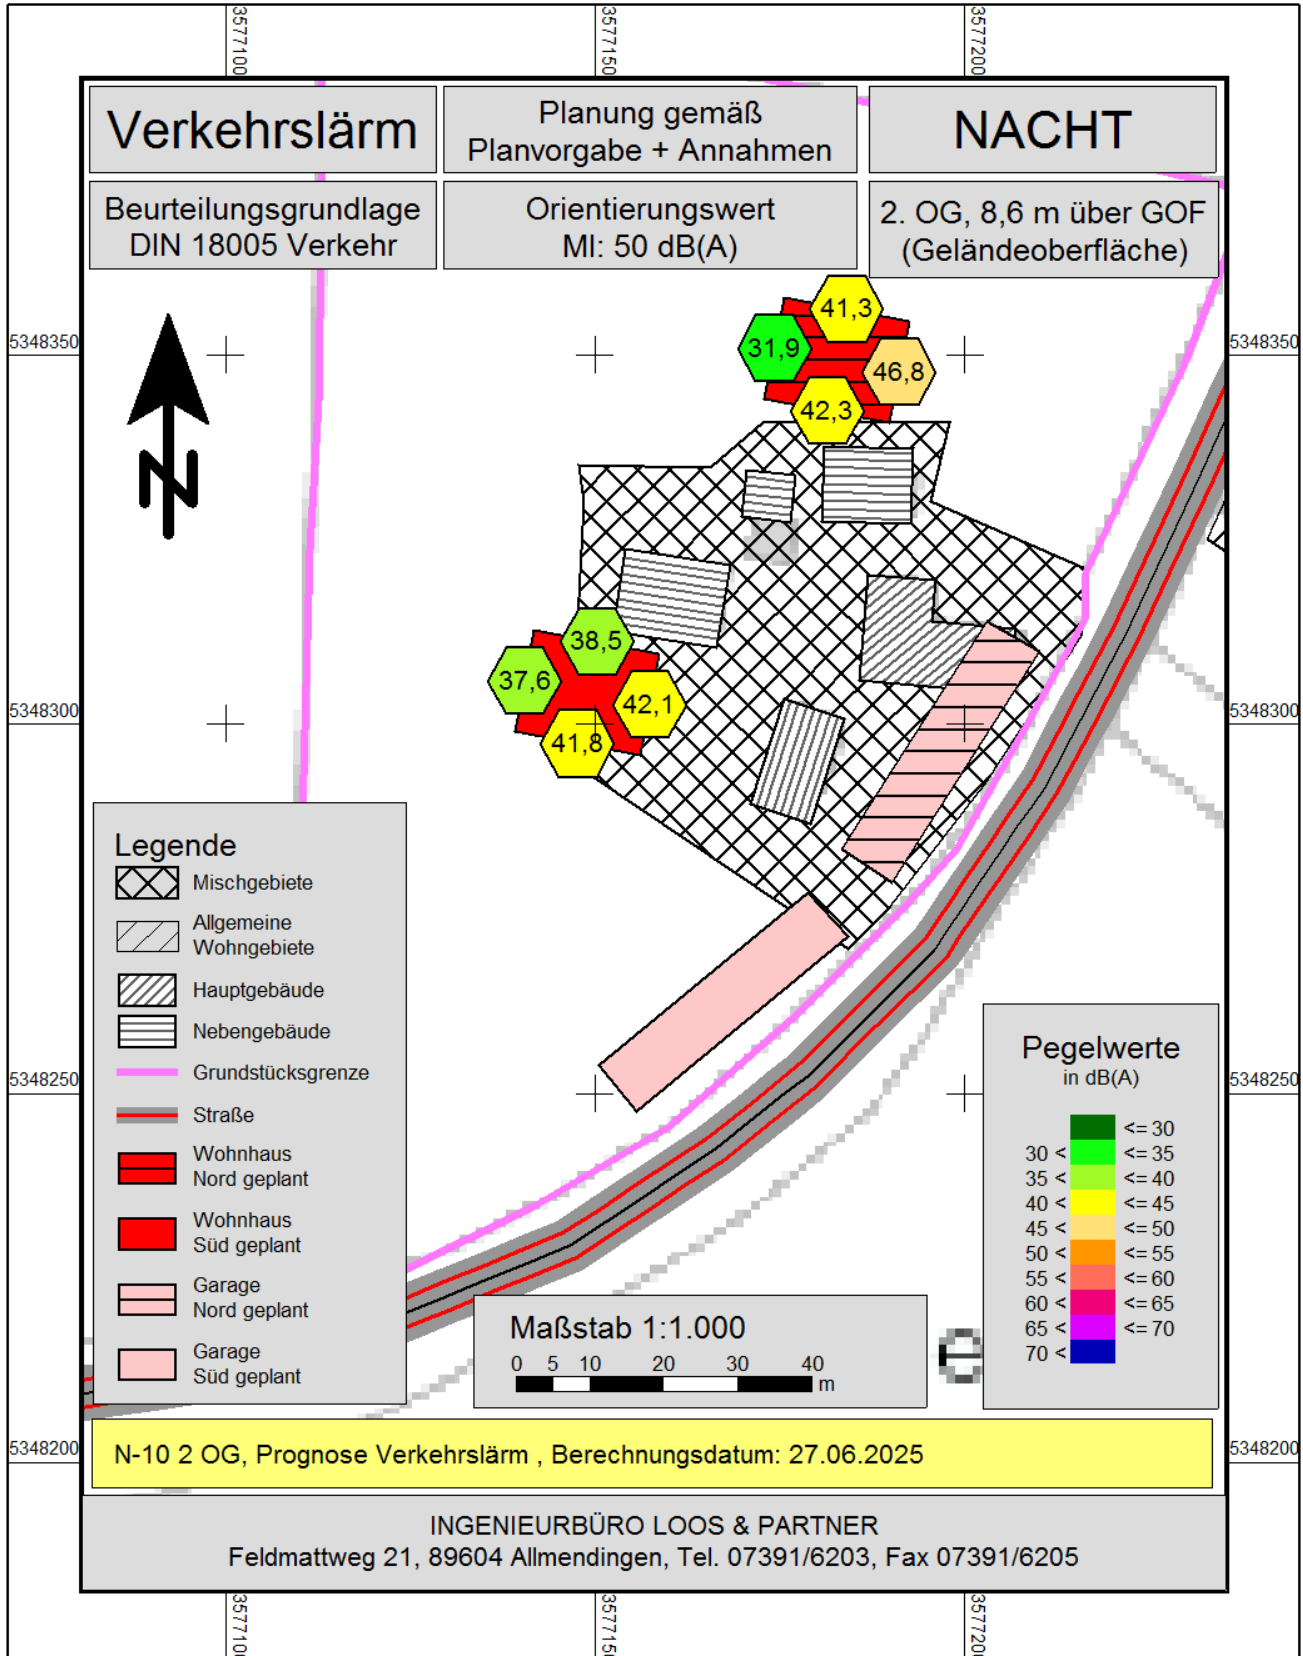 3577100
3577150
3577200
Verkehrslärm
Planung gemäß
Planvorgabe + Annahmen
NACHT
Beurteilungsgrundlage
DIN 18005 Verkehr
Orientierungswert
MI: 50 dB(A)
2. OG, 8,6 m über GOF
(Geländeoberfläche)
41,3
31,9
46,8
42,3
5348350
5348350
N
38,5
37,6
42,1
41,8
5348300
5348300
Legende
Mischgebiete
Allgemeine
Wohngebiete
Hauptgebäude
Nebengebäude
Grundstücksgrenze
Straße
Wohnhaus
Nord geplant
Wohnhaus
Süd geplant
Garage
Nord geplant
Garage
Süd geplant
5348250
5348250
Pegelwerte
in dB(A)
<= 30
30 < <= 35
35 < <= 40
40 < <= 45
45 < <= 50
50 < <= 55
55 < <= 60
60 < <= 65
65 < <= 70
70 <
Maßstab 1:1.000
0 5 10 20 30 40
m
5348200
5348200
N-10 2 OG, Prognose Verkehrslärm , Berechnungsdatum: 27.06.2025
INGENIEURBÜRO LOOS & PARTNER
Feldmattweg 21, 89604 Allmendingen, Tel. 07391/6203, Fax 07391/6205
3577100
3577150
3577200